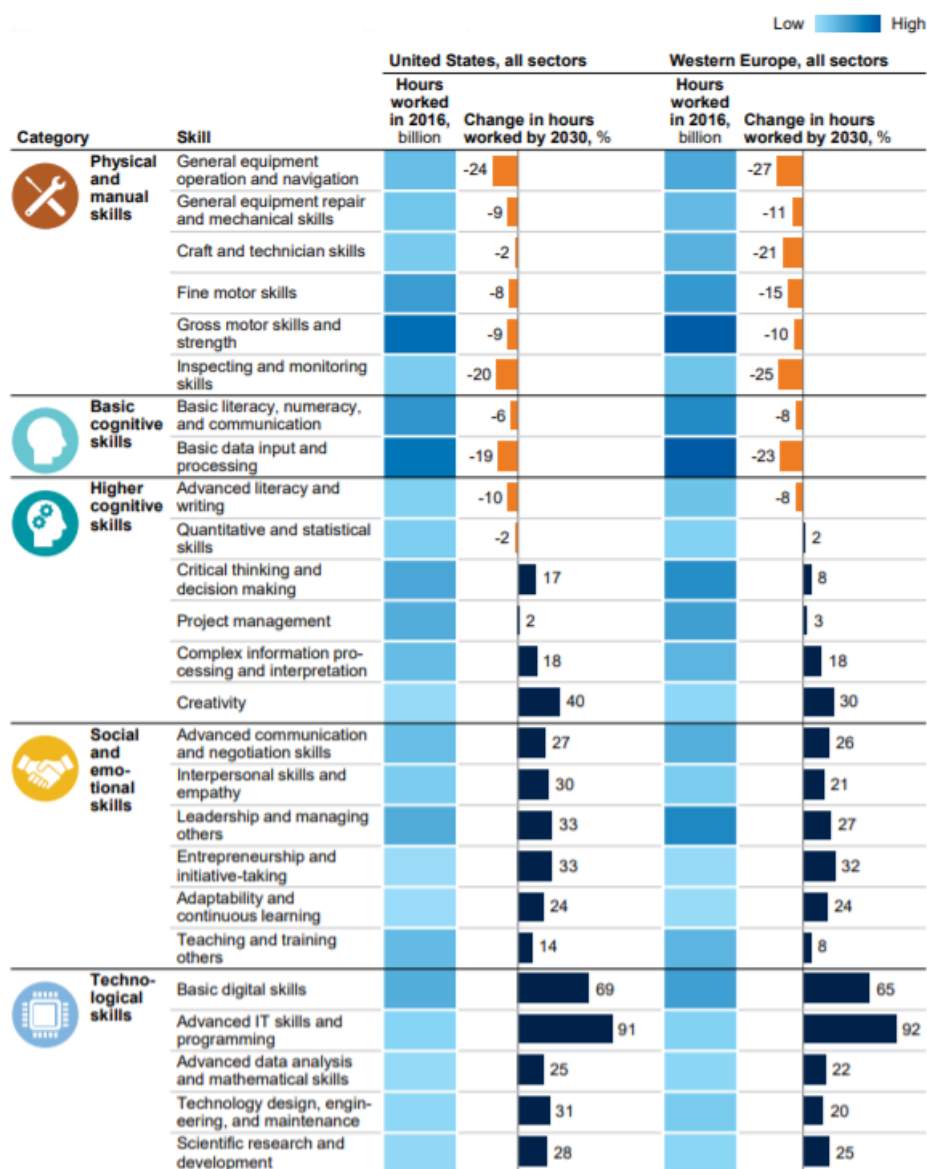 Low High
United States, all sectors Western Europe, all sectors
Hours worked in 2016, billion Change in hours worked by 2030, % Hours worked in 2016, billion Change in hours worked by 2030, %
Category Skill
Physical and manual skills
General equipment operation and navigation -24 -27
General equipment repair and mechanical skills -9 -11
Craft and technician skills -2 -21
Fine motor skills -8 -15
Gross motor skills and strength -9 -10
Inspecting and monitoring skills -20 -25
Basic cognitive skills
Basic literacy, numeracy, and communication -6 -8
Basic data input and processing -19 -23
Higher cognitive skills
Advanced literacy and writing -10 -8
Quantitative and statistical skills -2 2
Critical thinking and decision making 17 8
Project management 2 3
Complex information pro-
cessing and interpretation 18 18
Creativity 40 30
Social and emo-
tional skills
Advanced communication and negotiation skills 27 26
Interpersonal skills and empathy 30 21
Leadership and managing others 33 27
Entrepreneurship and initiative-taking 33 32
Adaptability and continuous learning 24 24
Teaching and training others 14 8
Techno-
logical skills
Basic digital skills 69 65
Advanced IT skills and programming 91 92
Advanced data analysis and mathematical skills 25 22
Technology design, engin-
eering, and maintenance 31 20
Scientific research and development 28 25